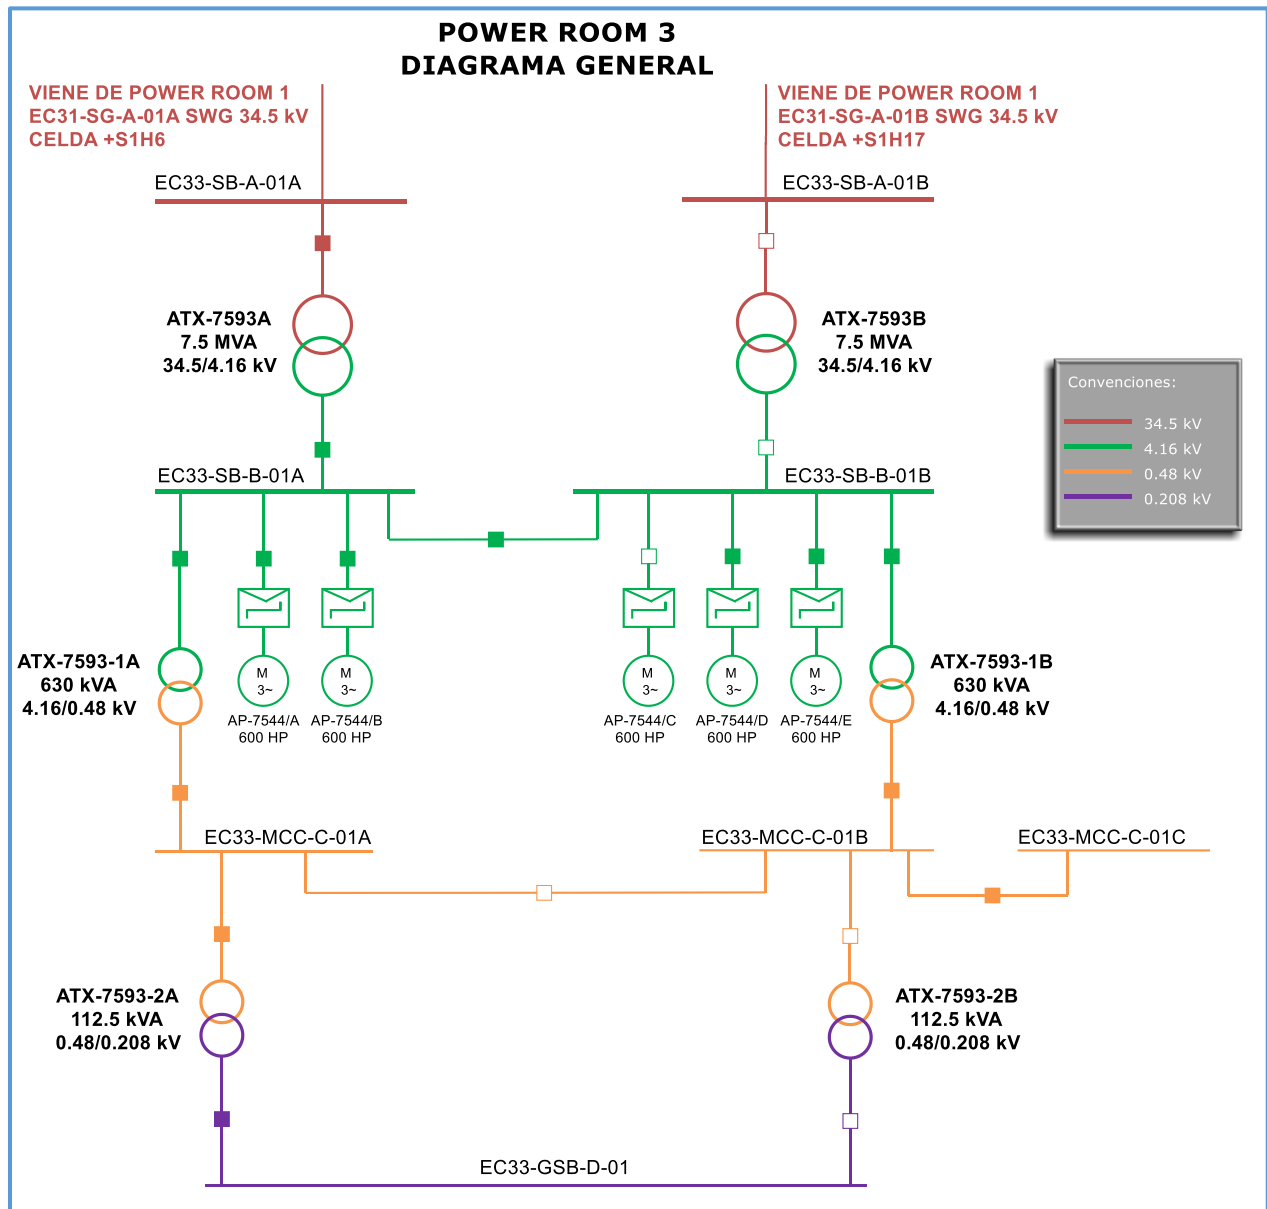 POWER ROOM 3
DIAGRAMA GENERAL
VIENE DE POWER ROOM 1
EC31-SG-A-01A SWG 34.5 kV
CELDA +S1H6
VIENE DE POWER ROOM 1
EC31-SG-A-01B SWG 34.5 kV
CELDA +S1H17
EC33-SB-A-01A
EC33-SB-A-01B
ATX-7593A
7.5 MVA
34.5/4.16 kV
ATX-7593B
7.5 MVA
34.5/4.16 kV
Convenciones:
34.5 kV
4.16 kV
0.48 kV
0.208 kV
EC33-SB-B-01A
EC33-SB-B-01B
ATX-7593-1A
630 kVA
4.16/0.48 kV
M
3~
AP-7544/A
600 HP
M
3~
AP-7544/B
600 HP
M
3~
AP-7544/C
600 HP
M
3~
AP-7544/D
600 HP
M
3~
AP-7544/E
600 HP
ATX-7593-1B
630 kVA
4.16/0.48 kV
EC33-MCC-C-01A
EC33-MCC-C-01B
EC33-MCC-C-01C
ATX-7593-2A
112.5 kVA
0.48/0.208 kV
ATX-7593-2B
112.5 kVA
0.48/0.208 kV
EC33-GSB-D-01